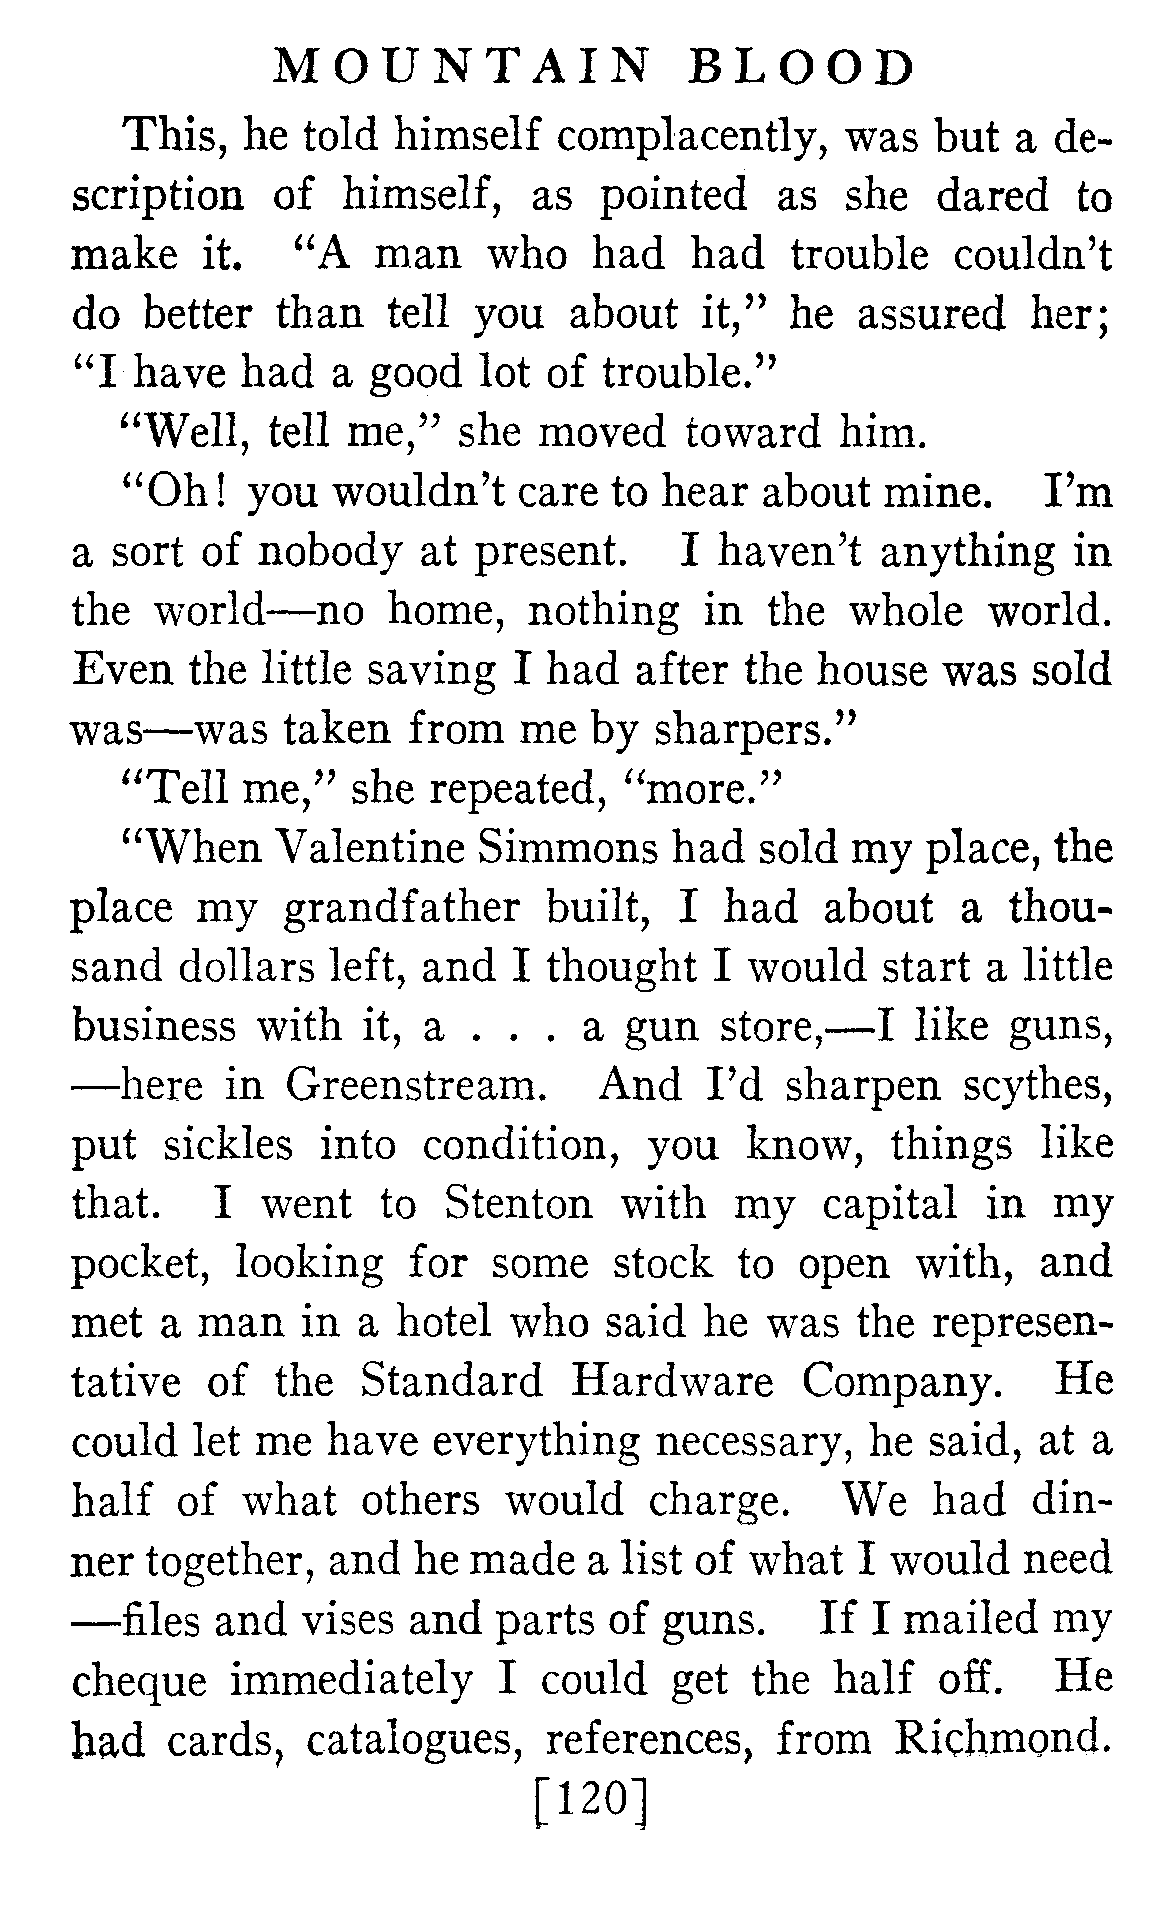 MOUNTAIN BLOOD
This, he told himself complacently, was but a de-
scription of himself, as pointed as she dared to
make it. “A man who had had trouble couldn’t
do better than tell you about it,” he assured her;
“I have had a good lot of trouble.”
“Well, tell me,” she moved toward him.
“Oh! you wouldn’t care to hear about mine. I’m
a sort of nobody at present. I haven’t anything in
the world—no home, nothing in the whole world.
Even the little saving I had after the house was sold
was—was taken from me by sharpers.”
“Tell me,” she repeated, “more.”
“When Valentine Simmons had sold my place, the
place my grandfather built, I had about a thou-
sand dollars left, and I thought I would start a little
business with it, a . . . a gun store,—I like guns,
—here in Greenstream. And I’d sharpen scythes,
put sickles into condition, you know, things like
that. I went to Stenton with my capital in my
pocket, looking for some stock to open with, and
met a man in a hotel who said he was the represen-
tative of the Standard Hardware Company. He
could let me have everything necessary, he said, at a
half of what others would charge. We had din-
ner together, and he made a list of what I would need
—files and vises and parts of guns. If I mailed my
cheque immediately I could get the half off. He
had cards, catalogues, references, from Richmond.
[120]